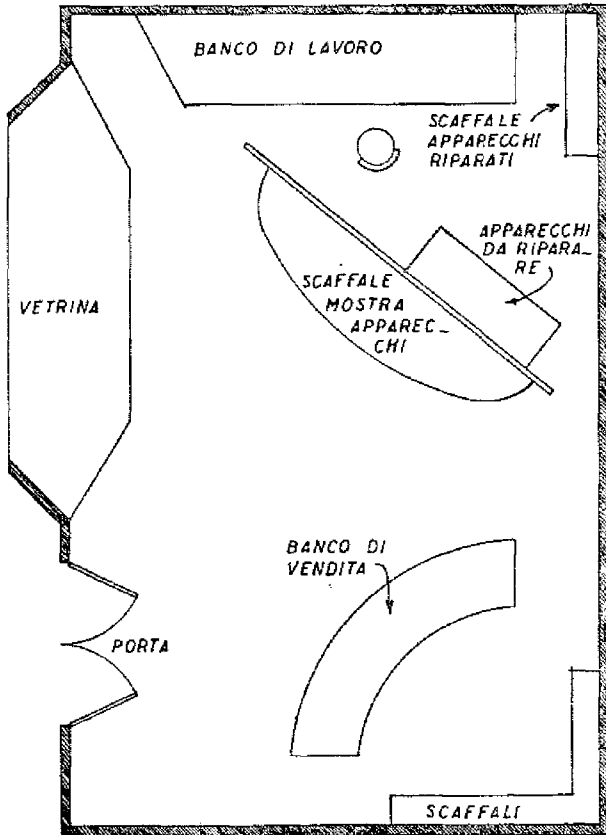 BANCO DI LAVORO
SCAFFALE
APPARECCHI
RIPARATI
APPARECCHI
DA RIPARA_
RE
SCAFFALE
MOSTRA
APPAREC_
CHI
VETRINA
BANCO DI
VENDITA
PORTA
SCAFFALI